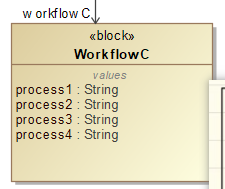 w orkflow C
«block»
WorkflowC
values
process1 : String
process2 : String
process3 : String
process4 : String